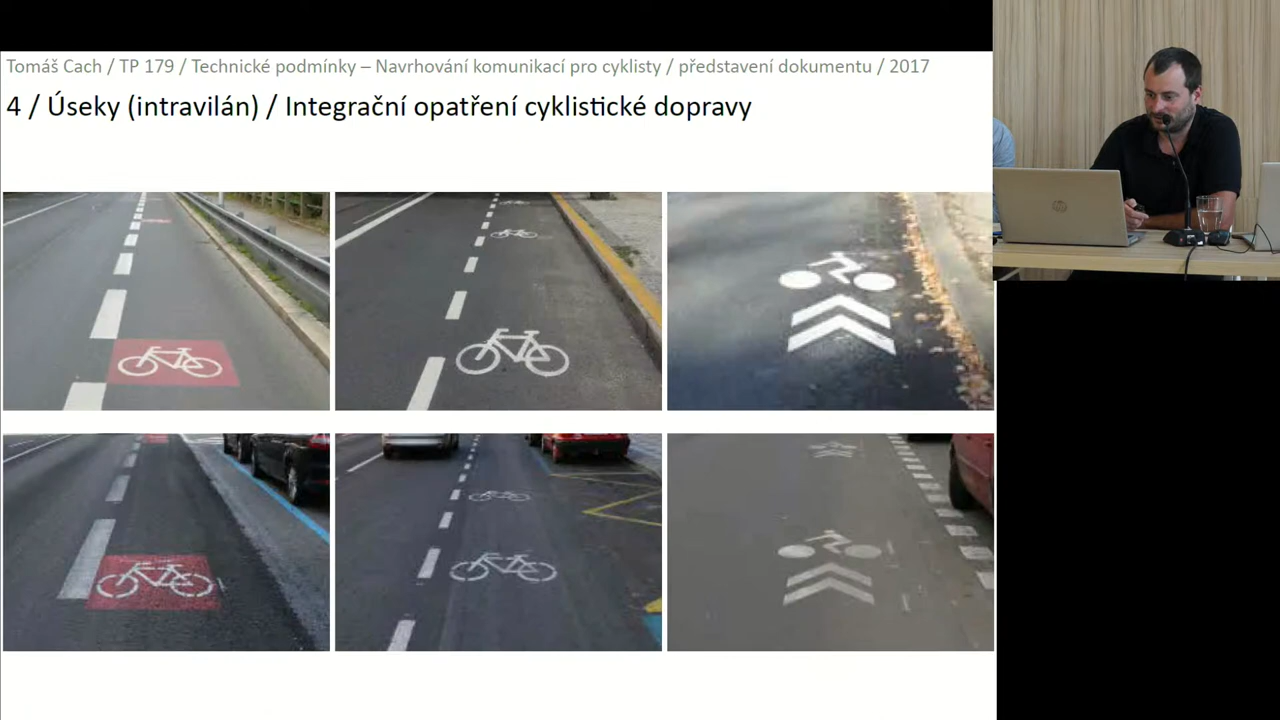 Tomáš Cach / TP 179 / Technické podmínky – Navrhování komunikací pro cyklisty / představení dokumentu / 2017
4 / Úseky (intravilán) / Integrační opatření cyklistické dopravy